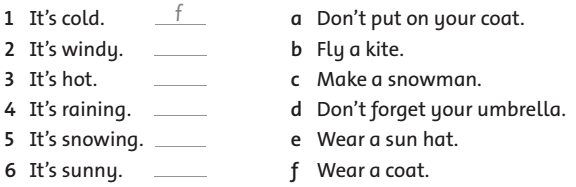 1 It's cold. f
2 It's windy. ____
3 It's hot. ____
4 It's raining. ____
5 It's snowing. ____
6 It's sunny. ____
a Don't put on your coat.
b Fly a kite.
c Make a snowman.
d Don't forget your umbrella.
e Wear a sun hat.
f Wear a coat.